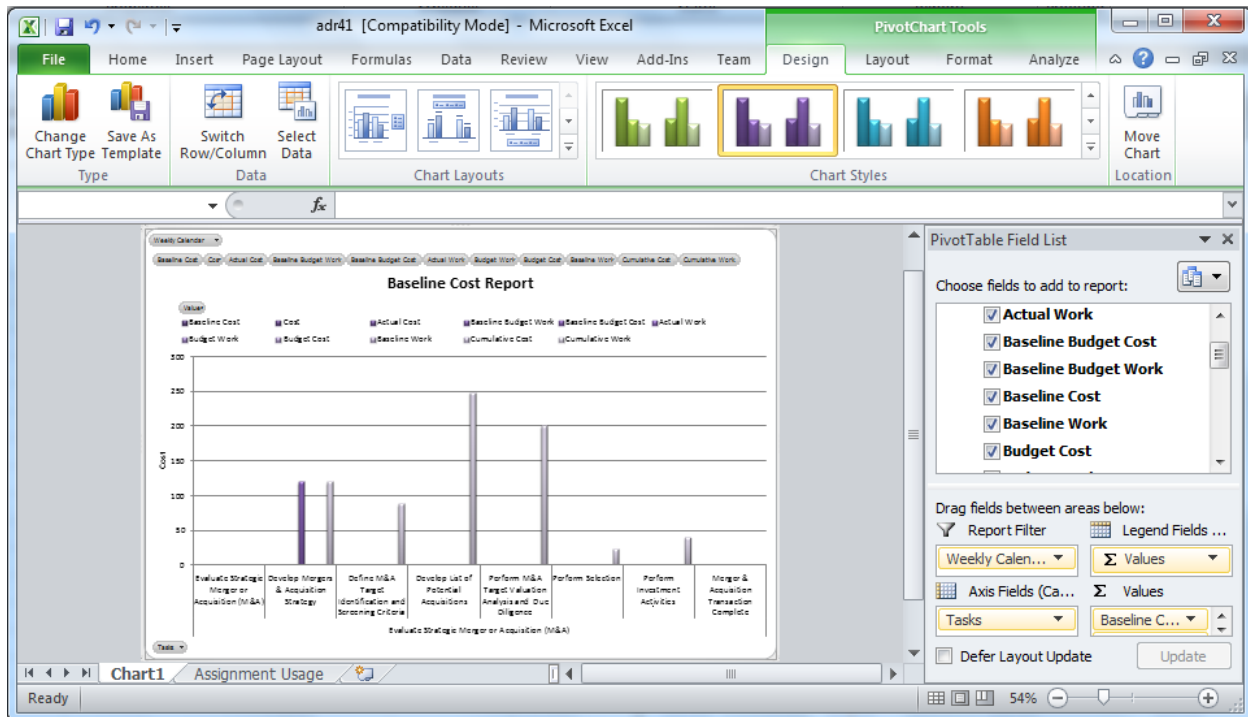 adr41 [Compatibility Mode] - Microsoft Excel
PivotChart Tools
File Home Insert Page Layout Formulas Data Review View Add-Ins Team Design Layout Format Analyze
Change Chart Type
Save As Template
Switch Row/Column
Select Data
Move Chart
Type Data Chart Layouts Chart Styles Location
fx
Weekly Calendar
Baseline Cost Cost Actual Cost Baseline Budget Work Baseline Budget Cost Actual Work Budget Work Budget Cost Baseline Work Cumulative Cost Cumulative Work
Baseline Cost Report
Values
Baseline Cost Cost Actual Cost Baseline Budget Work Baseline Budget Cost Actual Work
Budget Work Budget Cost Baseline Work Cumulative Cost Cumulative Work
300
250
200
150
100
50
0
Cost
Evaluate Strategic Merger or Acquisition (M&A)
Develop Mergers & Acquisition Strategy
Define M&A Target Identification and Screening Criteria
Develop List of Potential Acquisitions
Perform M&A Target Valuation Analysis and Due Diligence
Perform Selection
Perform Investment Activities
Merger & Acquisition Transaction Complete
Evaluate Strategic Merger or Acquisition (M&A)
Tasks
PivotTable Field List
Choose fields to add to report:
Actual Work
Baseline Budget Cost
Baseline Budget Work
Baseline Cost
Baseline Work
Budget Cost
Drag fields between areas below:
Report Filter Legend Fields ...
Weekly Calen... Σ Values
Axis Fields (Ca... Σ Values
Tasks Baseline C...
Defer Layout Update Update
Chart1 Assignment Usage
Ready 54%